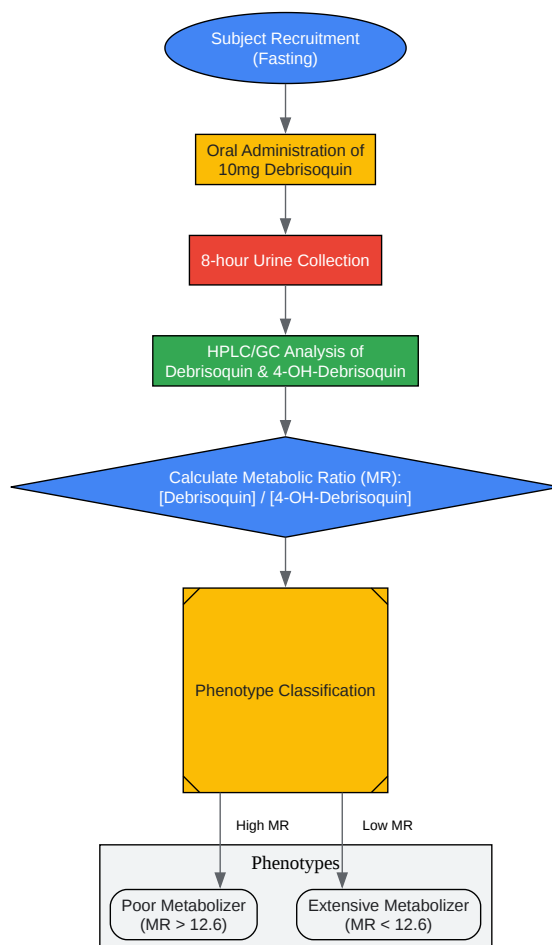 Subject Recruitment
(Fasting)
Oral Administration of
10mg Debrisoquin
8-hour Urine Collection
HPLC/GC Analysis of
Debrisoquin & 4-OH-Debrisoquin
Calculate Metabolic Ratio (MR):
[Debrisoquin] / [4-OH-Debrisoquin]
Phenotype Classification
High MR
Low MR
Phenotypes
Poor Metabolizer
(MR > 12.6)
Extensive Metabolizer
(MR < 12.6)